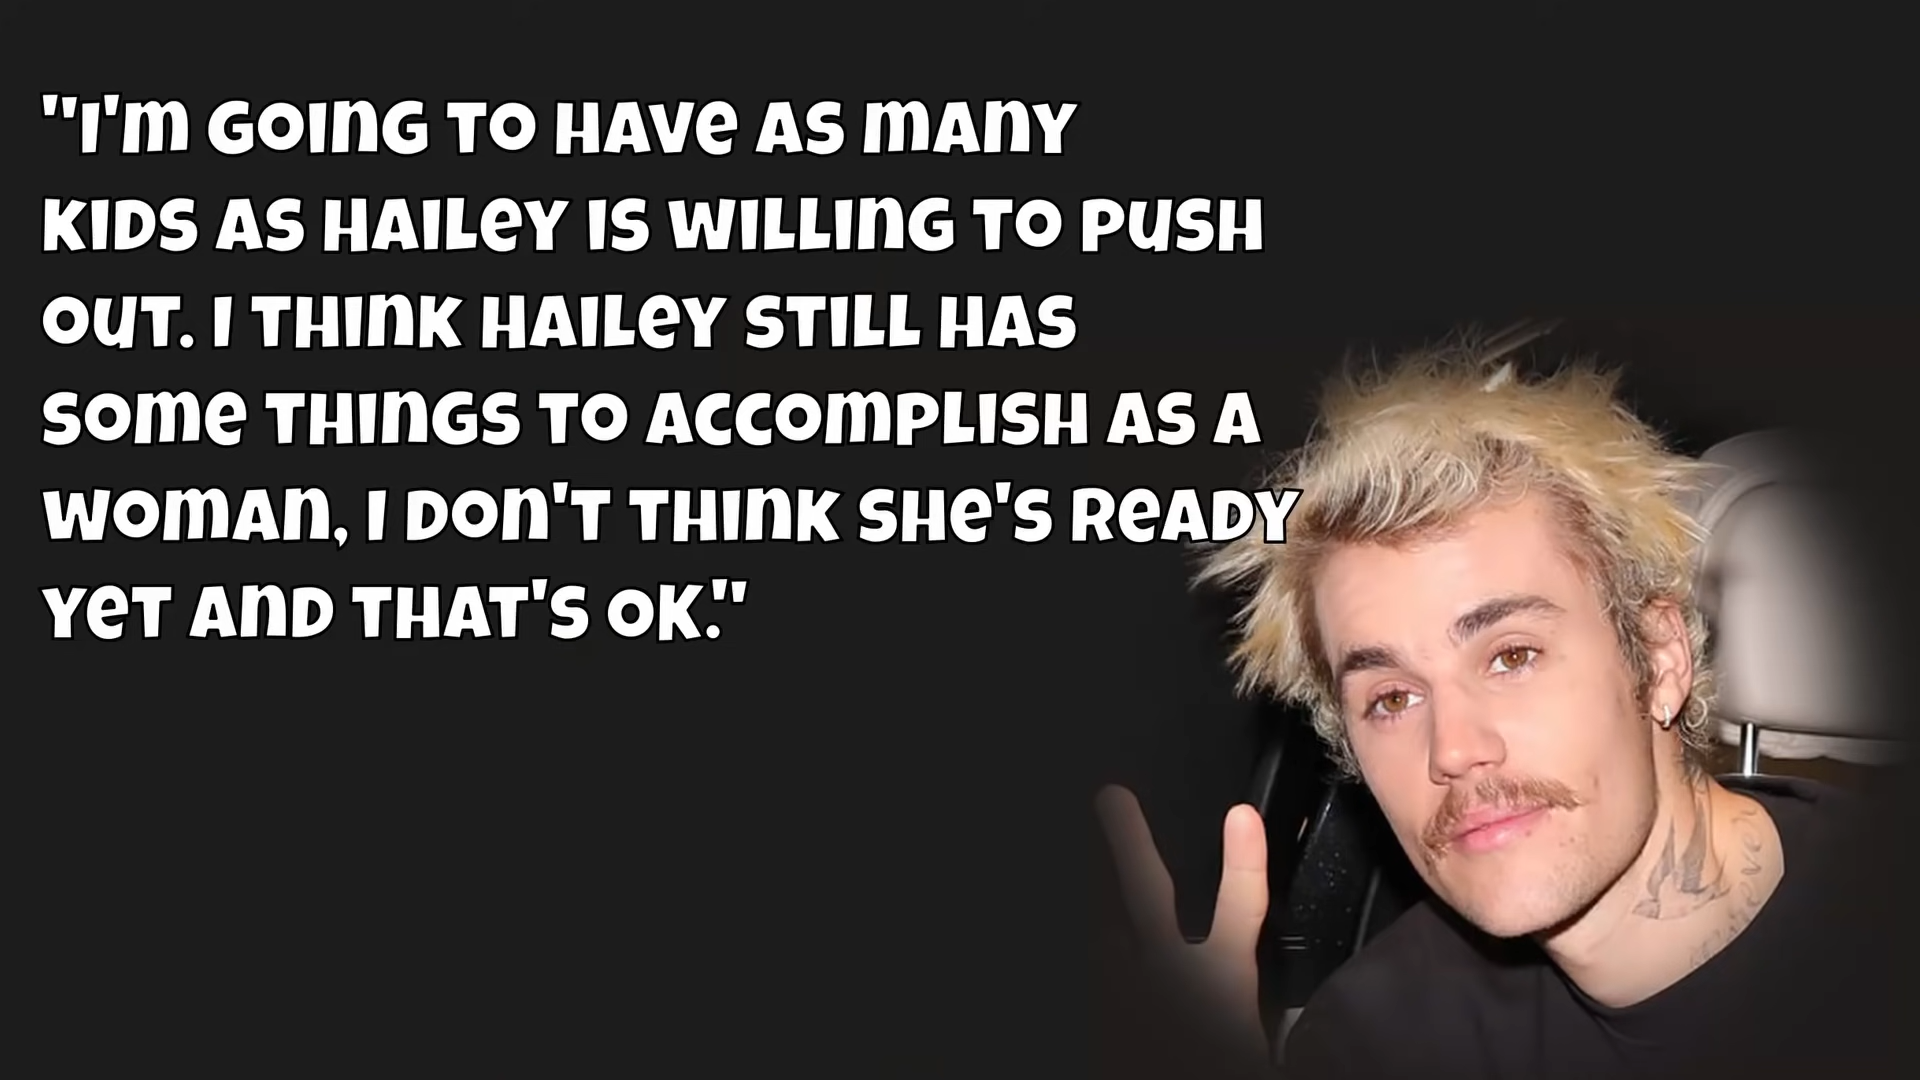 "I'm going to have as many
kids as Hailey is willing to push
out. I think Hailey still has
some things to accomplish as a
woman, I don't think she's ready
yet and that's ok."